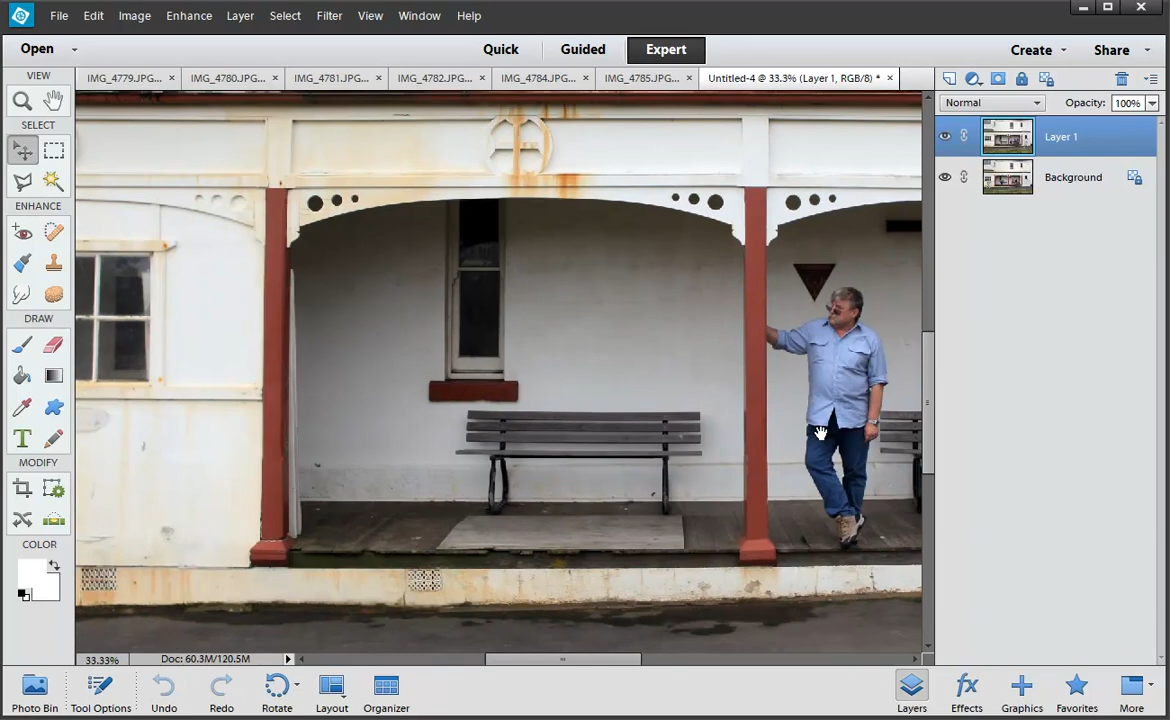 File Edit Image Enhance Layer Select Filter View Window Help
Open Quick Guided Expert Create Share
VIEW
IMG_4779.JPG... × IMG_4780.JPG... × IMG_4781.JPG... × IMG_4782.JPG... × IMG_4784.JPG... × IMG_4785.JPG... × Untitled-4 @ 33.3% (Layer 1, RGB/8) * ×
Normal Opacity: 100%
SELECT
Layer 1
Background
ENHANCE
DRAW
T
MODIFY
COLOR
33.33% Doc: 60.3M/120.5M
Photo Bin Tool Options Undo Redo Rotate Layout Organizer Layers fx Effects Graphics Favorites More